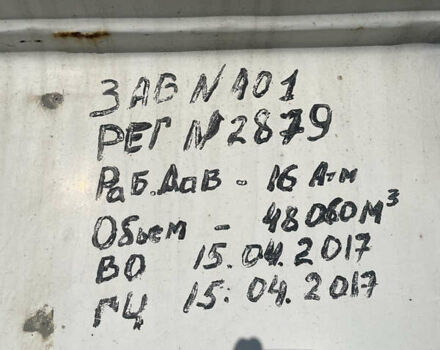 ЗАВ N 101
РЕГ N 2879
Раб.Дав - 16 Атм
Объем - 48060 М³
ВО 15.04.2017
ГЦ 15.04.2017